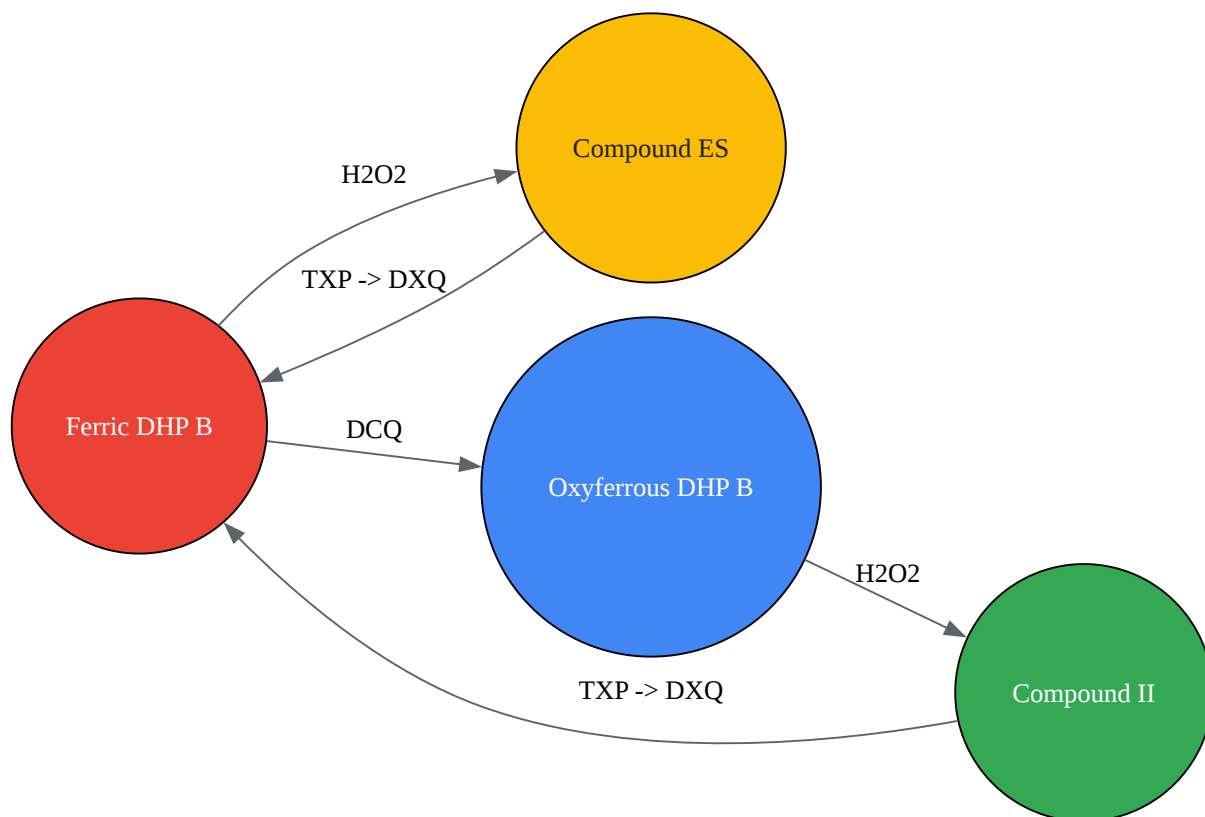 Compound ES
H2O2
TXP -> DXQ
Ferric DHP B
DCQ
Oxyferrous DHP B
H2O2
TXP -> DXQ
Compound II